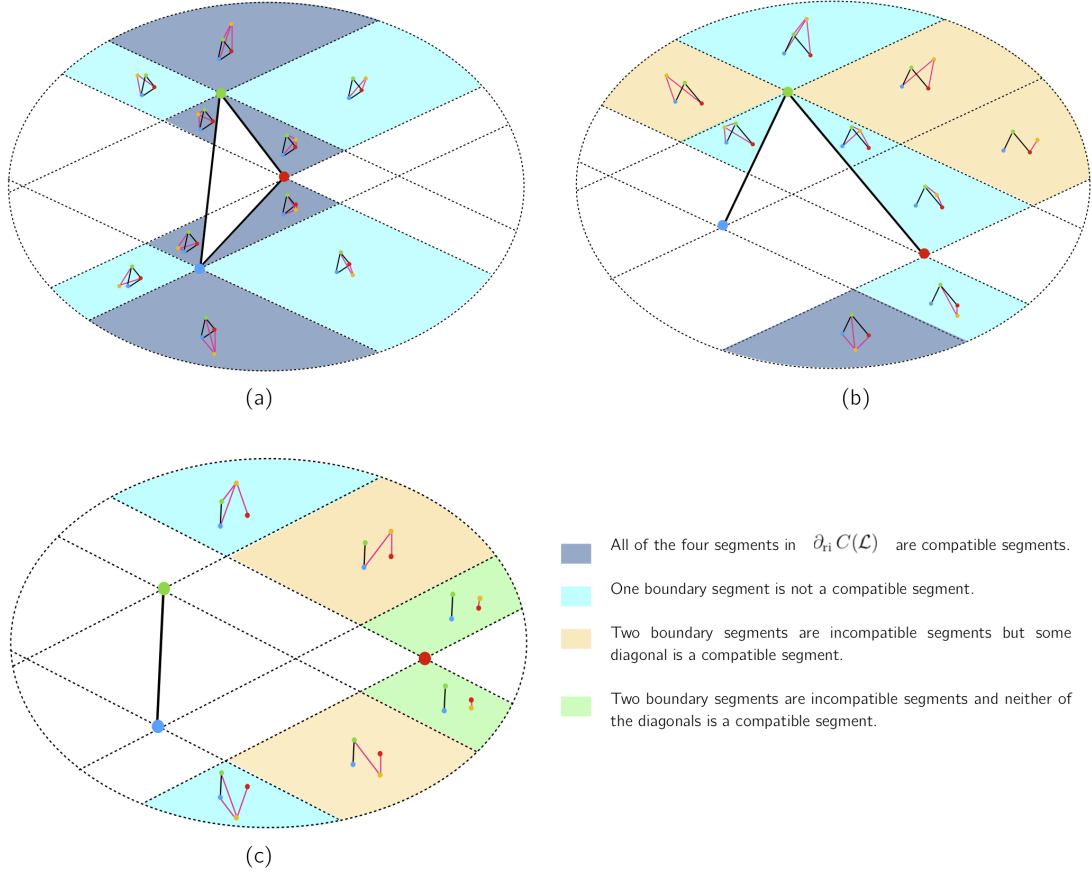 (a)
(b)
(c)
All of the four segments in ∂ri C(𝓛) are compatible segments.
One boundary segment is not a compatible segment.
Two boundary segments are incompatible segments but some
diagonal is a compatible segment.
Two boundary segments are incompatible segments and neither of
the diagonals is a compatible segment.